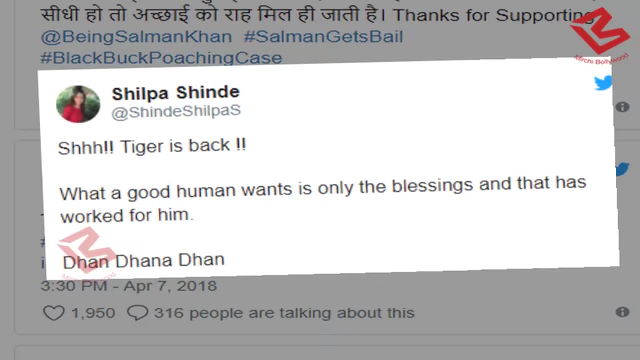 सीधी हो तो अच्छाई को राह मिल ही जाती है। Thanks for Supporting
@BeingSalmanKhan #SalmanGetsBail
#BlackBuckPoachingCase
Mirchi Bollywood
Shilpa Shinde
@ShindeShilpaS
Shhh!! Tiger is back !!
What a good human wants is only the blessings and that has
worked for him.
Dhan Dhana Dhan
3:30 PM - Apr 7, 2018
1,950 316 people are talking about this